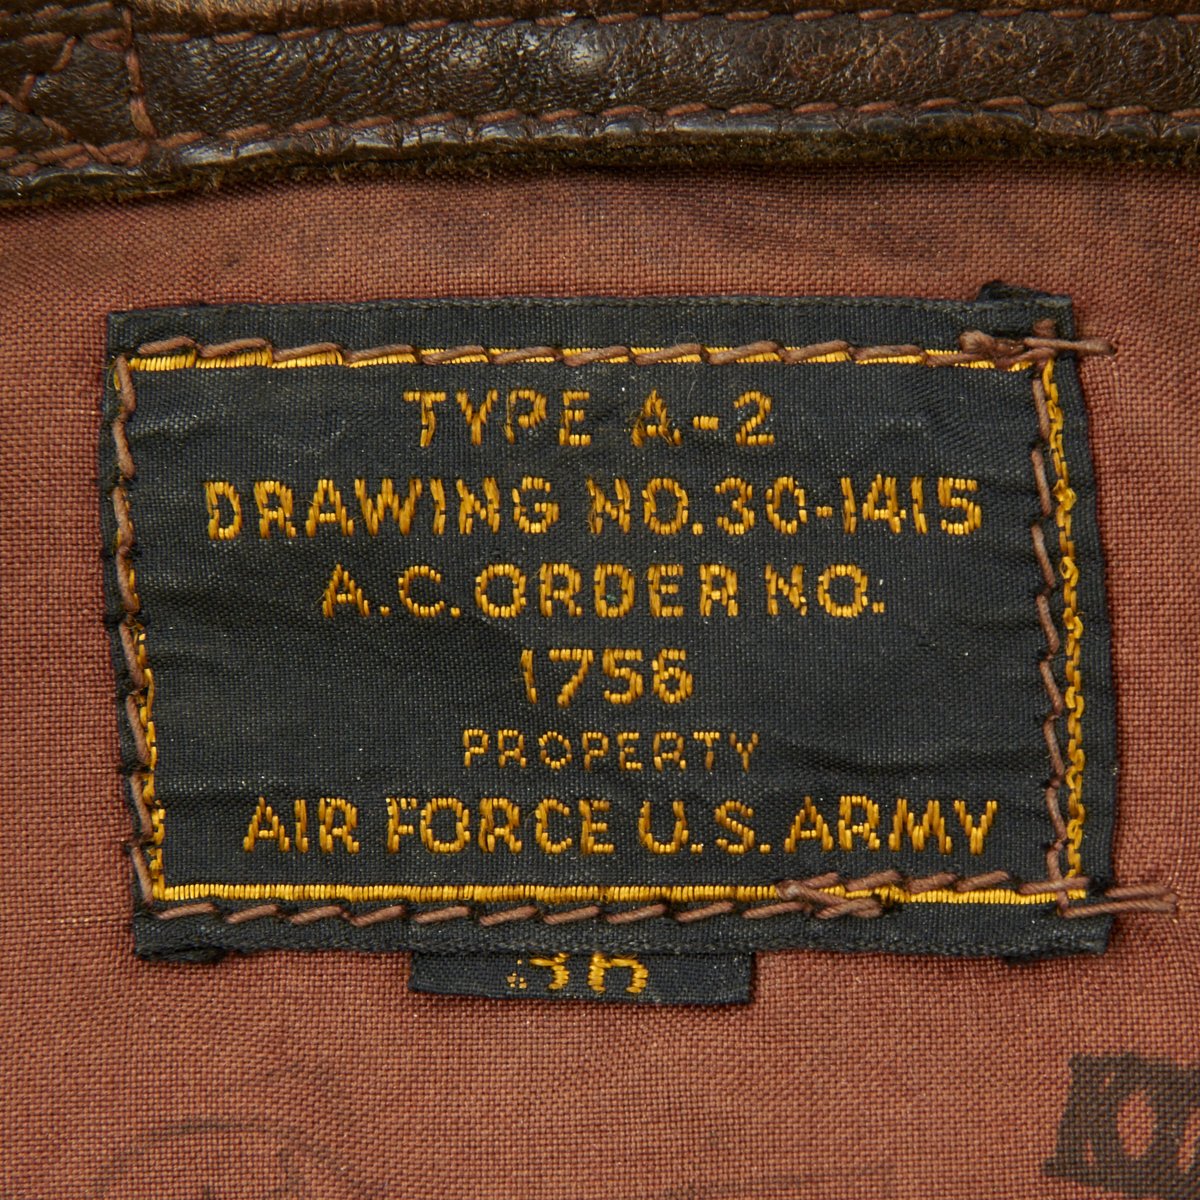 TYPE A-2
DRAWING NO. 30-1415
A.C. ORDER NO.
1756
PROPERTY
AIR FORCE U.S. ARMY